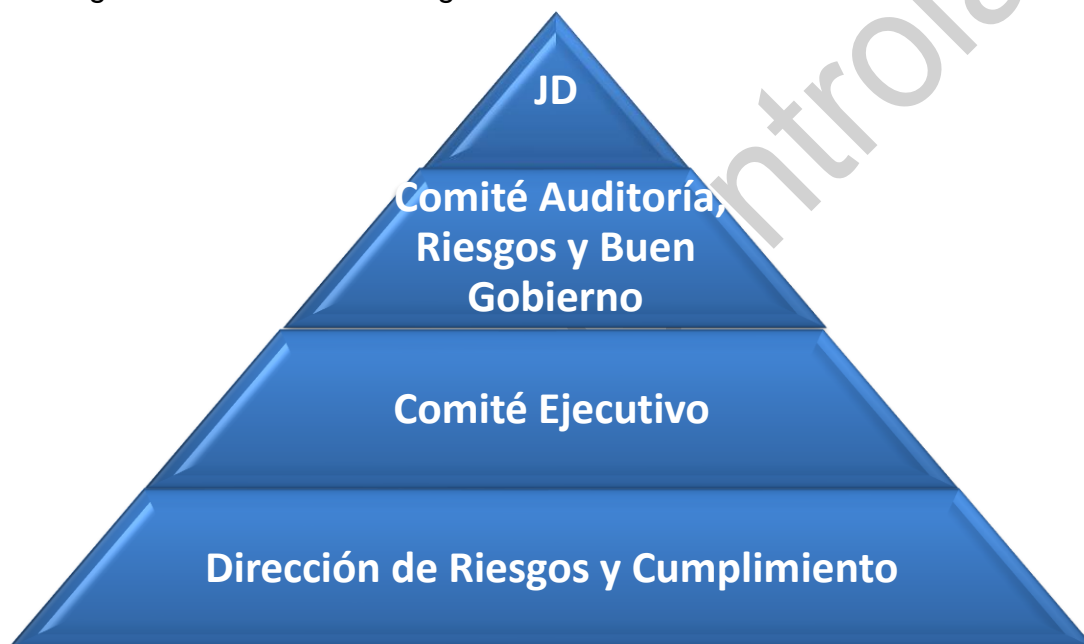 JD
Comité Auditoría,
Riesgos y Buen
Gobierno
Comité Ejecutivo
Dirección de Riesgos y Cumplimiento